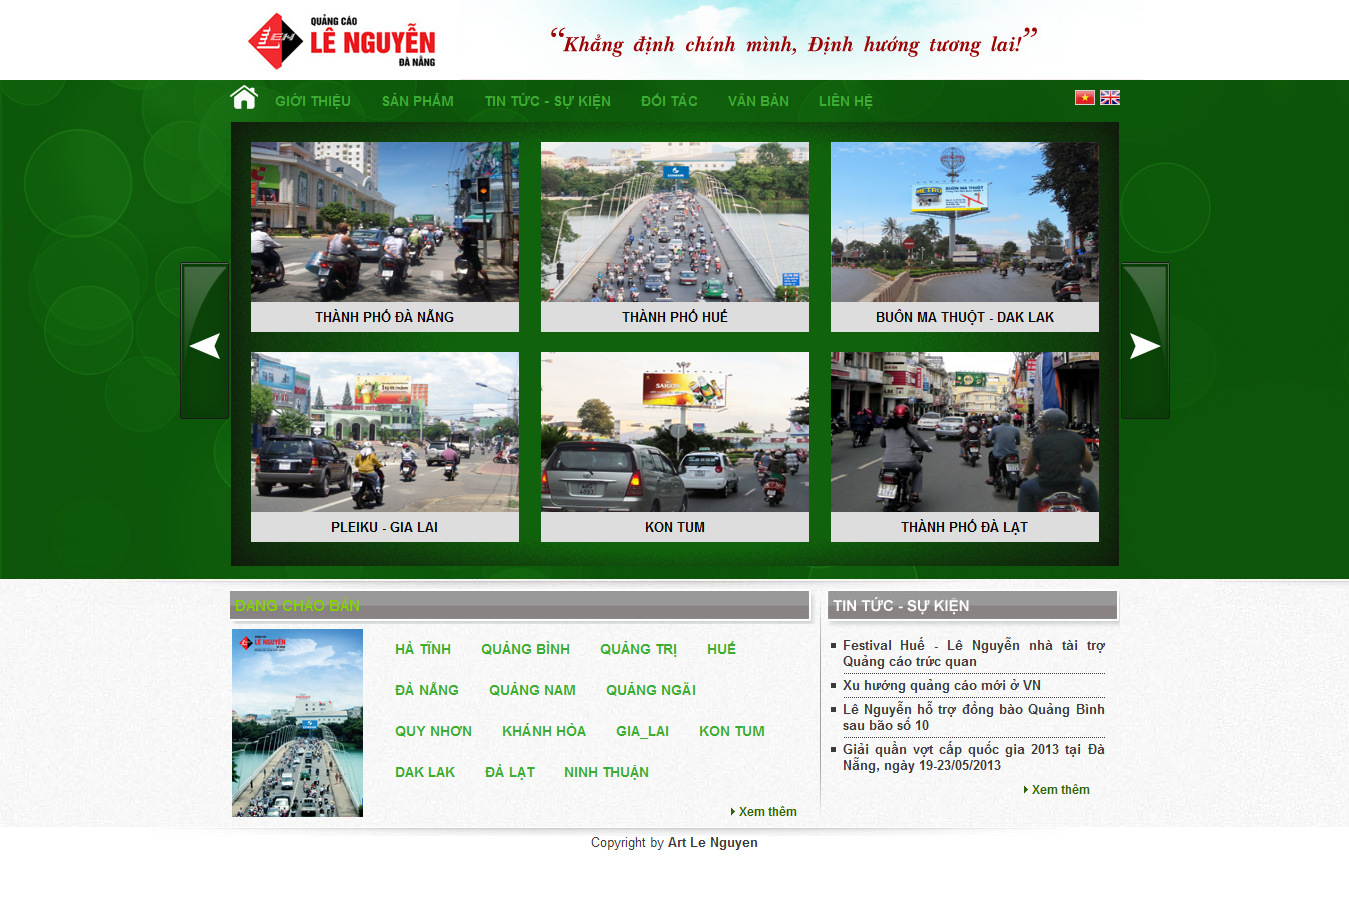 QUẢNG CÁO
LÊ NGUYỄN
ĐÀ NẴNG
“Khẳng định chính mình, Định hướng tương lai!”
GIỚI THIỆU SẢN PHẨM TIN TỨC - SỰ KIỆN ĐỐI TÁC VĂN BẢN LIÊN HỆ
THÀNH PHỐ ĐÀ NẴNG THÀNH PHỐ HUẾ BUÔN MA THUỘT - DAK LAK
SAIGON
PLEIKU - GIA LAI KON TUM THÀNH PHỐ ĐÀ LẠT
ĐANG CHÀO BÁN
TIN TỨC - SỰ KIỆN
LÊ NGUYỄN
HÀ TĨNH QUẢNG BÌNH QUẢNG TRỊ HUẾ
ĐÀ NẴNG QUẢNG NAM QUẢNG NGÃI
QUY NHƠN KHÁNH HÒA GIA_LAI KON TUM
DAK LAK ĐÀ LẠT NINH THUẬN
Xem thêm
Festival Huế - Lê Nguyễn nhà tài trợ
Quảng cáo trức quan
Xu hướng quảng cáo mới ở VN
Lê Nguyễn hỗ trợ đồng bào Quảng Bình
sau bão số 10
Giải quần vợt cấp quốc gia 2013 tại Đà
Nẵng, ngày 19-23/05/2013
Xem thêm
Copyright by Art Le Nguyen